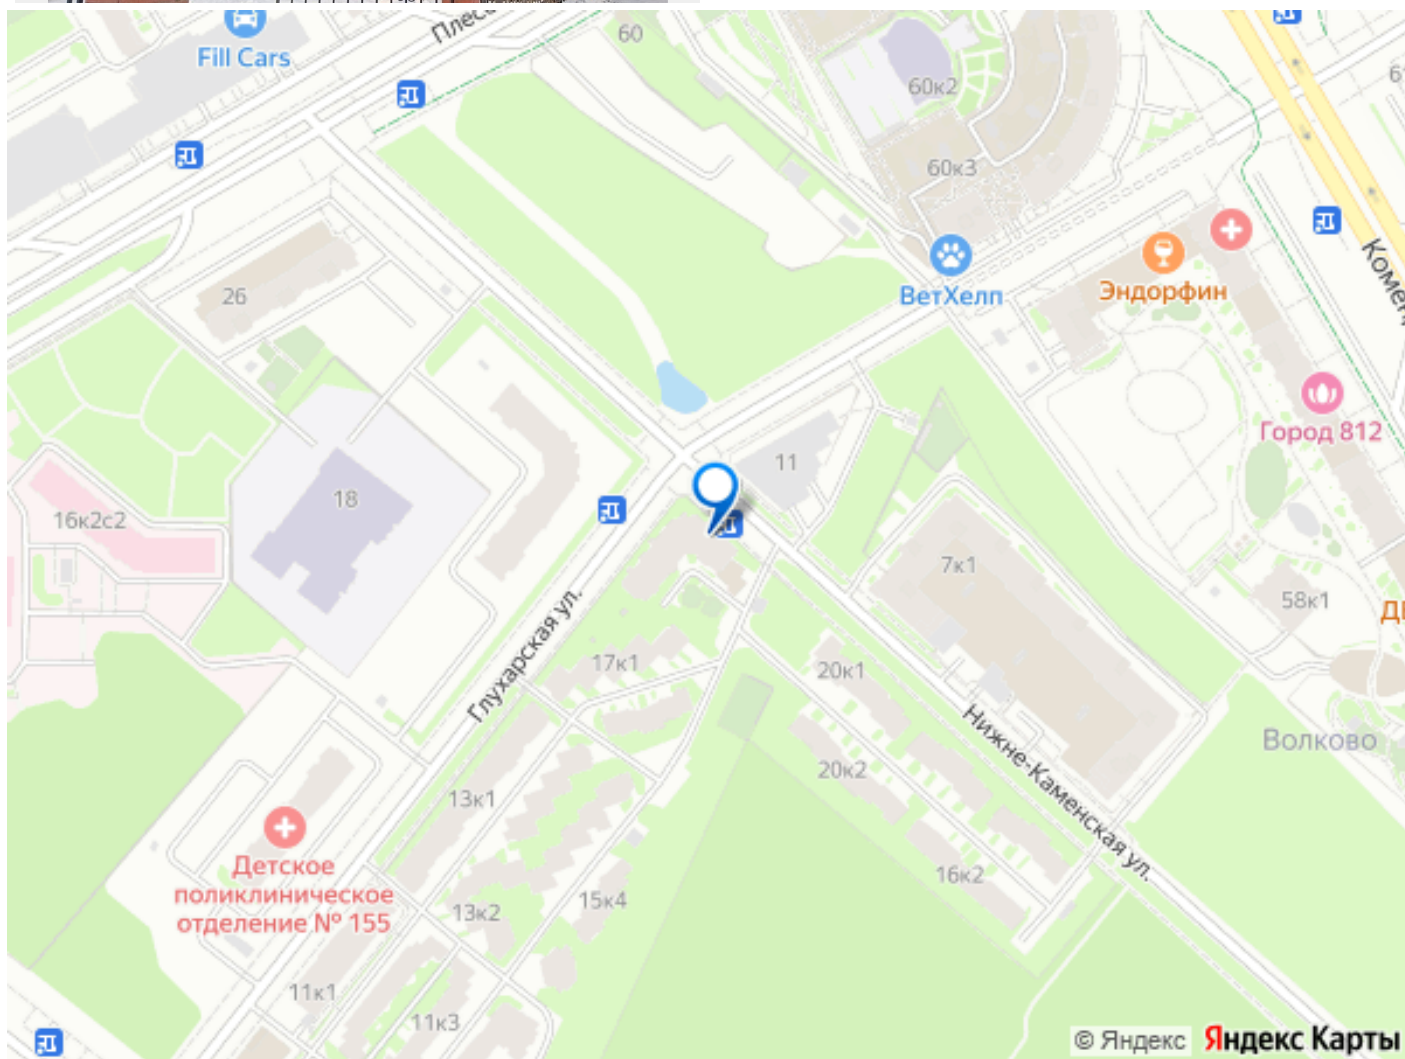 Fill Cars
60
60к2
60к3
26
ВетХелп
Эндорфин
Город 812
11
18
16к2с2
7к1
58к1
Глухарская ул.
17к1
20к1
Нижне-Каменская ул.
Волково
20к2
13к1
16к2
Детское
поликлиническое
отделение № 155
13к2
15к4
11к1
11к3
© Яндекс Яндекс Карты